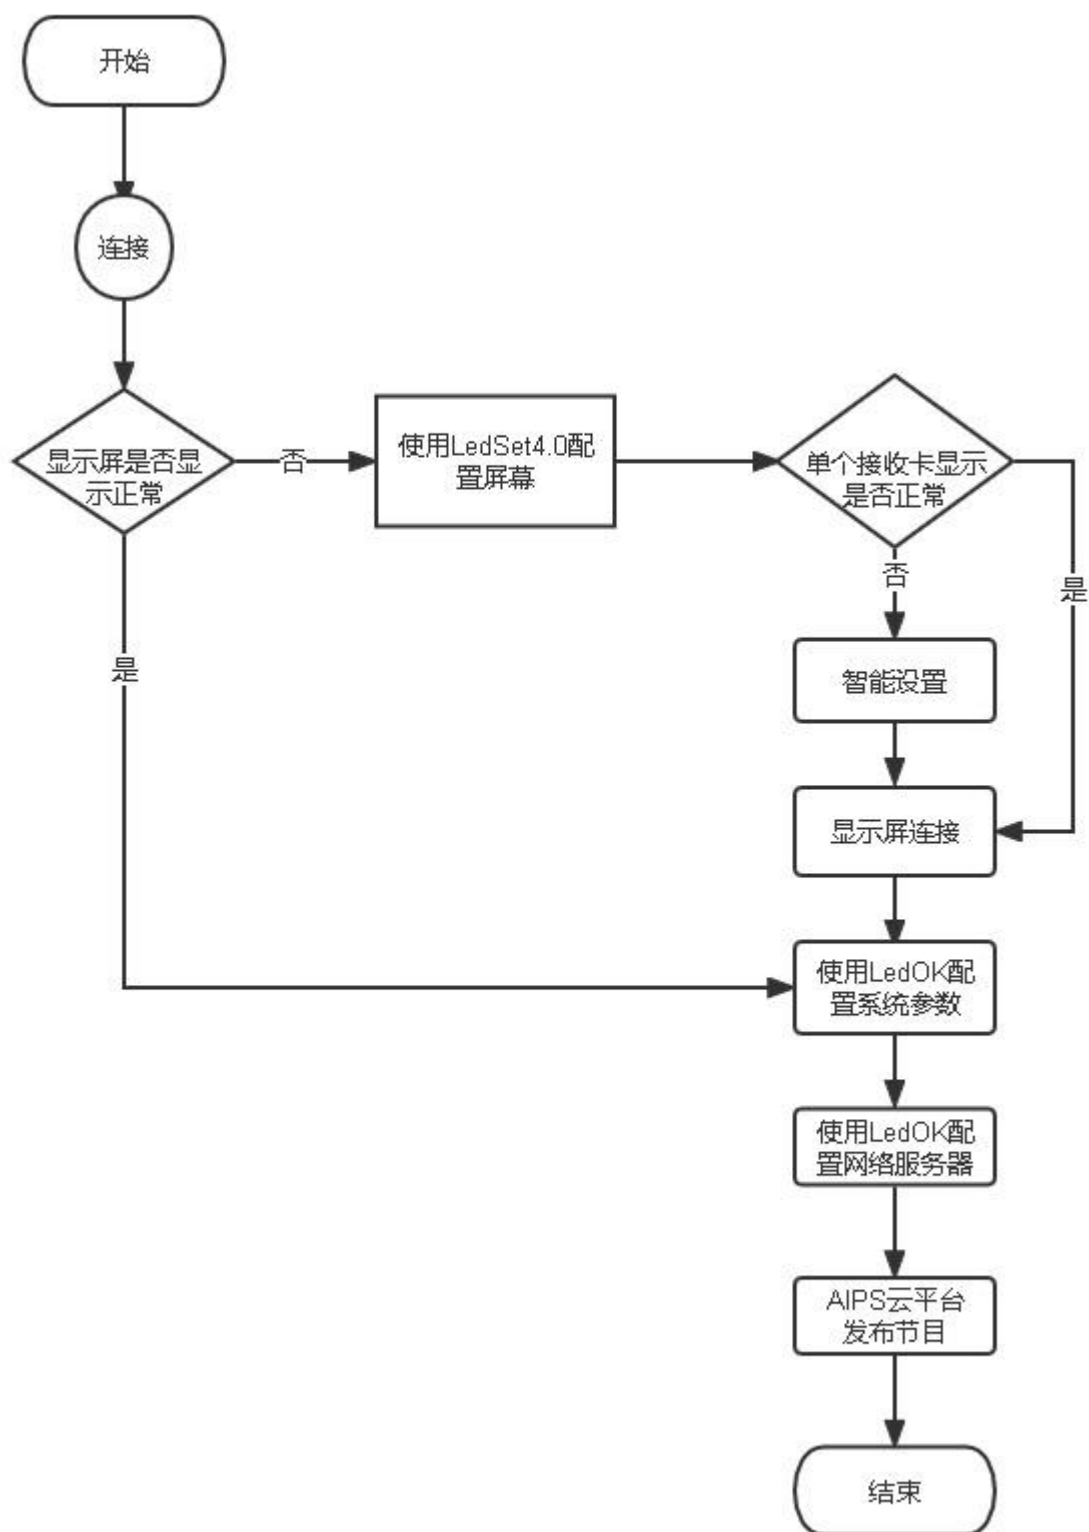 开始
连接
显示屏是否显
示正常
否
使用LedSet4.0配
置屏幕
单个接收卡显示
是否正常
否
是
是
智能设置
显示屏连接
使用LedOK配
置系统参数
使用LedOK配
置网络服务器
AIPS云平台
发布节目
结束